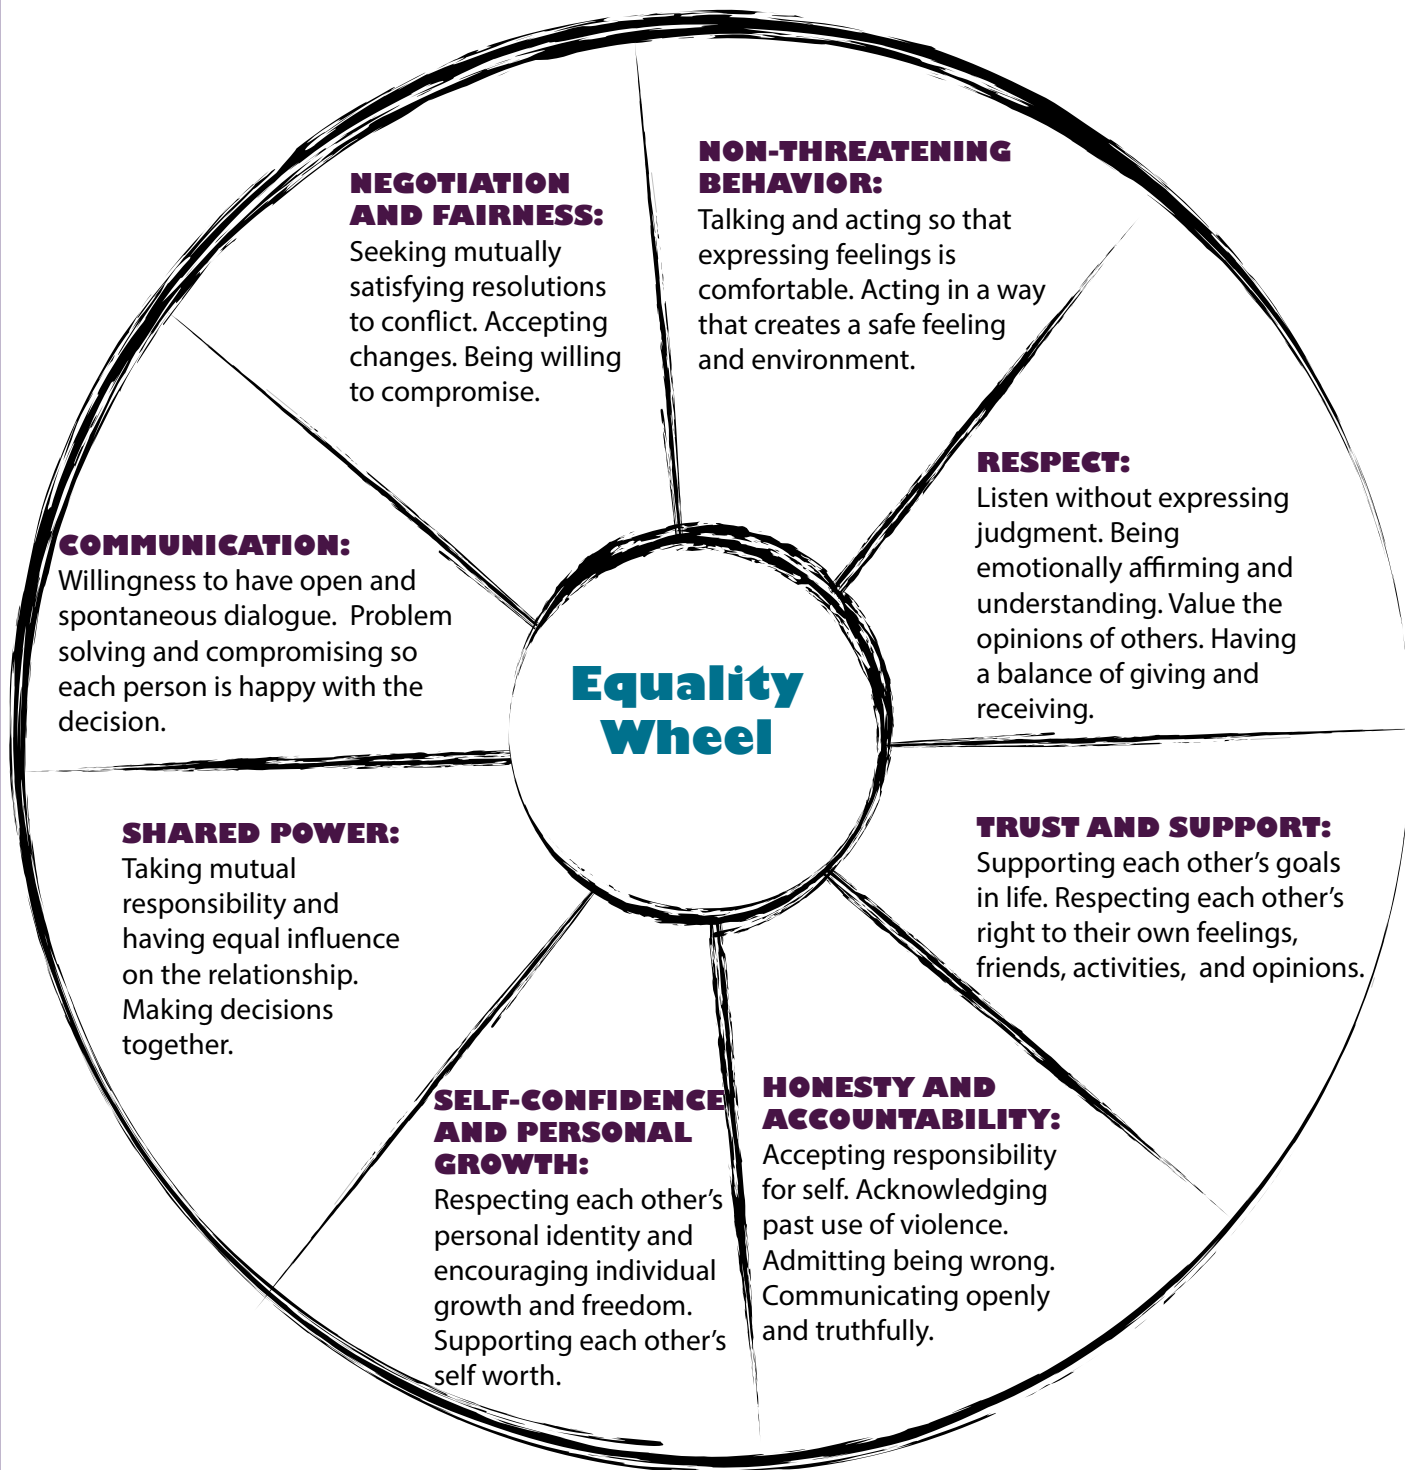 NON-THREATENING
BEHAVIOR:
Talking and acting so that
expressing feelings is
comfortable. Acting in a way
that creates a safe feeling
and environment.
RESPECT:
Listen without expressing
judgment. Being
emotionally affirming and
understanding. Value the
opinions of others. Having
a balance of giving and
receiving.
TRUST AND SUPPORT:
Supporting each other's goals
in life. Respecting each other's
right to their own feelings,
friends, activities,  and opinions.
HONESTY AND
ACCOUNTABILITY:
Accepting responsibility
for self. Acknowledging
past use of violence.
Admitting being wrong.
Communicating openly
and truthfully.
SELF-CONFIDENCE
AND PERSONAL
GROWTH:
Respecting each other's
personal identity and
encouraging individual
growth and freedom.
Supporting each other's
self worth.
SHARED POWER:
Taking mutual
responsibility and
having equal influence
on the relationship.
Making decisions
together.
COMMUNICATION:
Willingness to have open and
spontaneous dialogue.  Problem
solving and compromising so
each person is happy with the
decision.
NEGOTIATION
AND FAIRNESS:
Seeking mutually
satisfying resolutions
to conflict. Accepting
changes. Being willing
to compromise.
Equality
Wheel